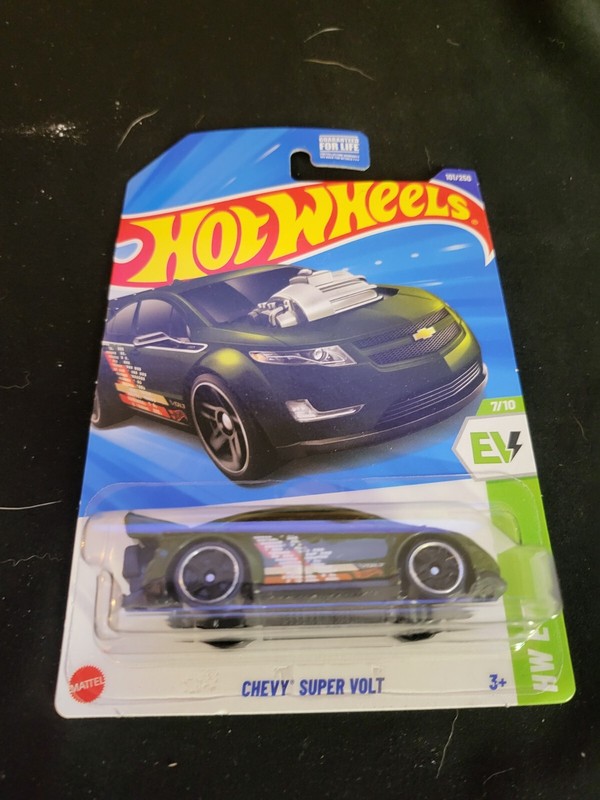 GUARANTEED
FOR LIFE
101/250
HOT WHEELS
7/10
EV
HW
CHEVY SUPER VOLT
3+
MATTEL